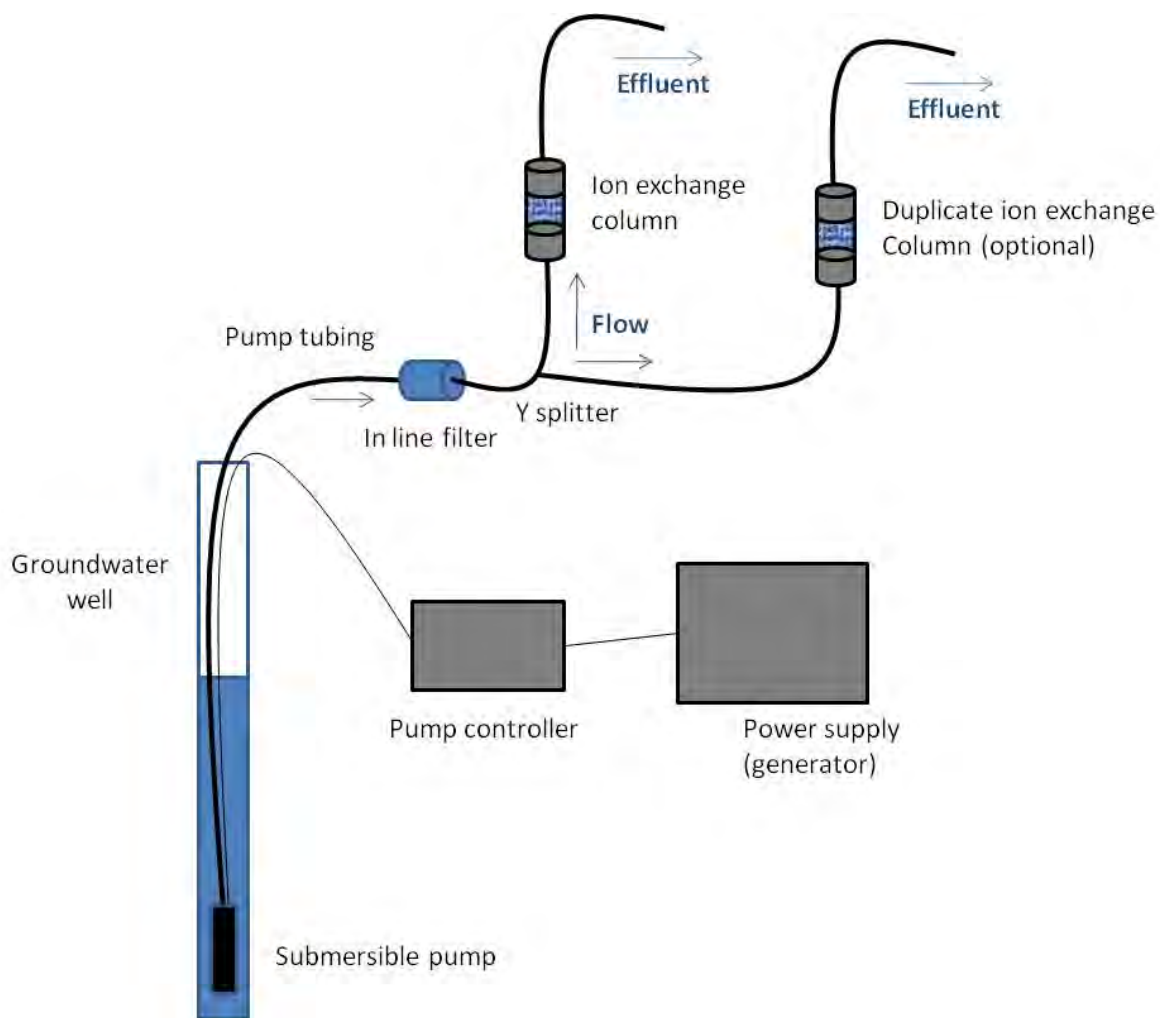 Effluent
Effluent
Ion exchange
column
Duplicate ion exchange
Column (optional)
Flow
Pump tubing
Y splitter
In line filter
Groundwater
well
Pump controller
Power supply
(generator)
Submersible pump